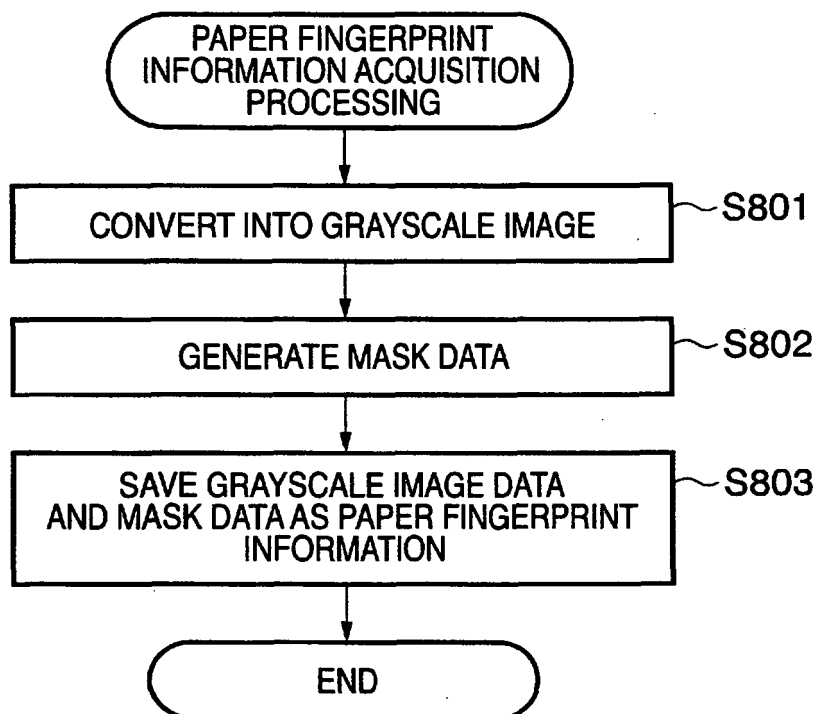 PAPER FINGERPRINT
INFORMATION ACQUISITION
PROCESSING
CONVERT INTO GRAYSCALE IMAGE
S801
GENERATE MASK DATA
S802
SAVE GRAYSCALE IMAGE DATA
AND MASK DATA AS PAPER FINGERPRINT
INFORMATION
S803
END